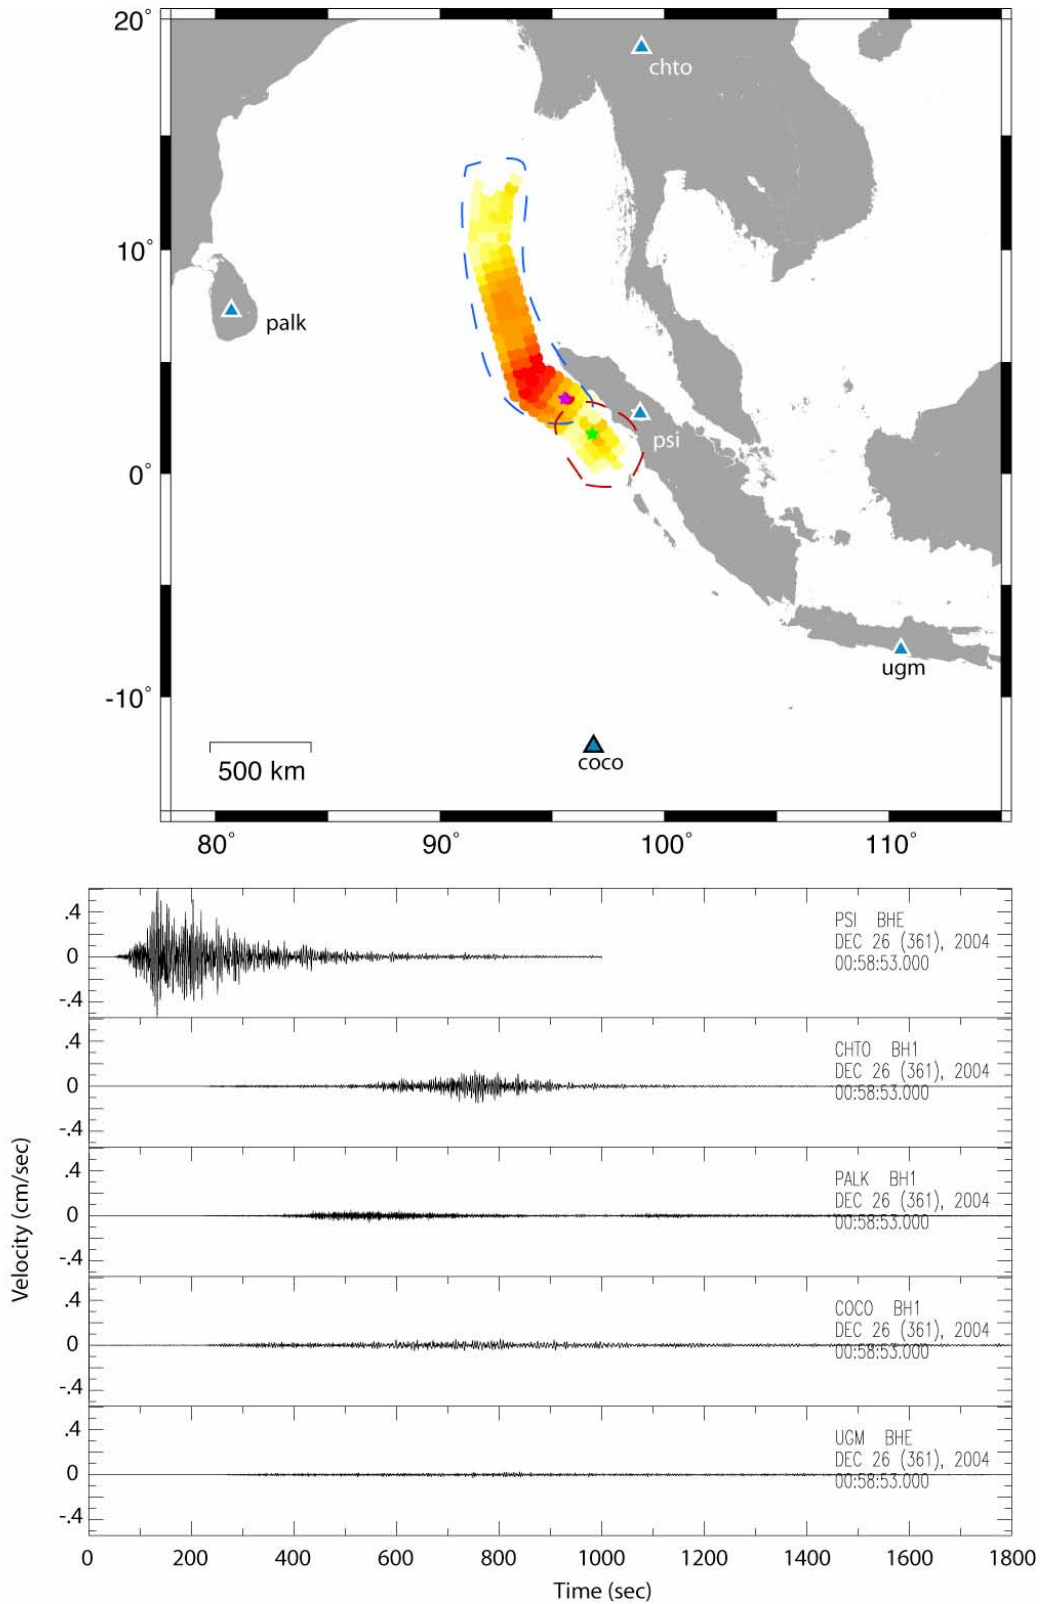 20°
chto
10°
palk
psi
0°
ugm
-10°
coco
500 km
80°
90°
100°
110°
.4
0
-.4
PSI BHE
DEC 26 (361), 2004
00:58:53.000
.4
0
-.4
CHTO BH1
DEC 26 (361), 2004
00:58:53.000
.4
0
-.4
PALK BH1
DEC 26 (361), 2004
00:58:53.000
.4
0
-.4
COCO BH1
DEC 26 (361), 2004
00:58:53.000
.4
0
-.4
UGM BHE
DEC 26 (361), 2004
00:58:53.000
Velocity (cm/sec)
0 200 400 600 800 1000 1200 1400 1600 1800
Time (sec)